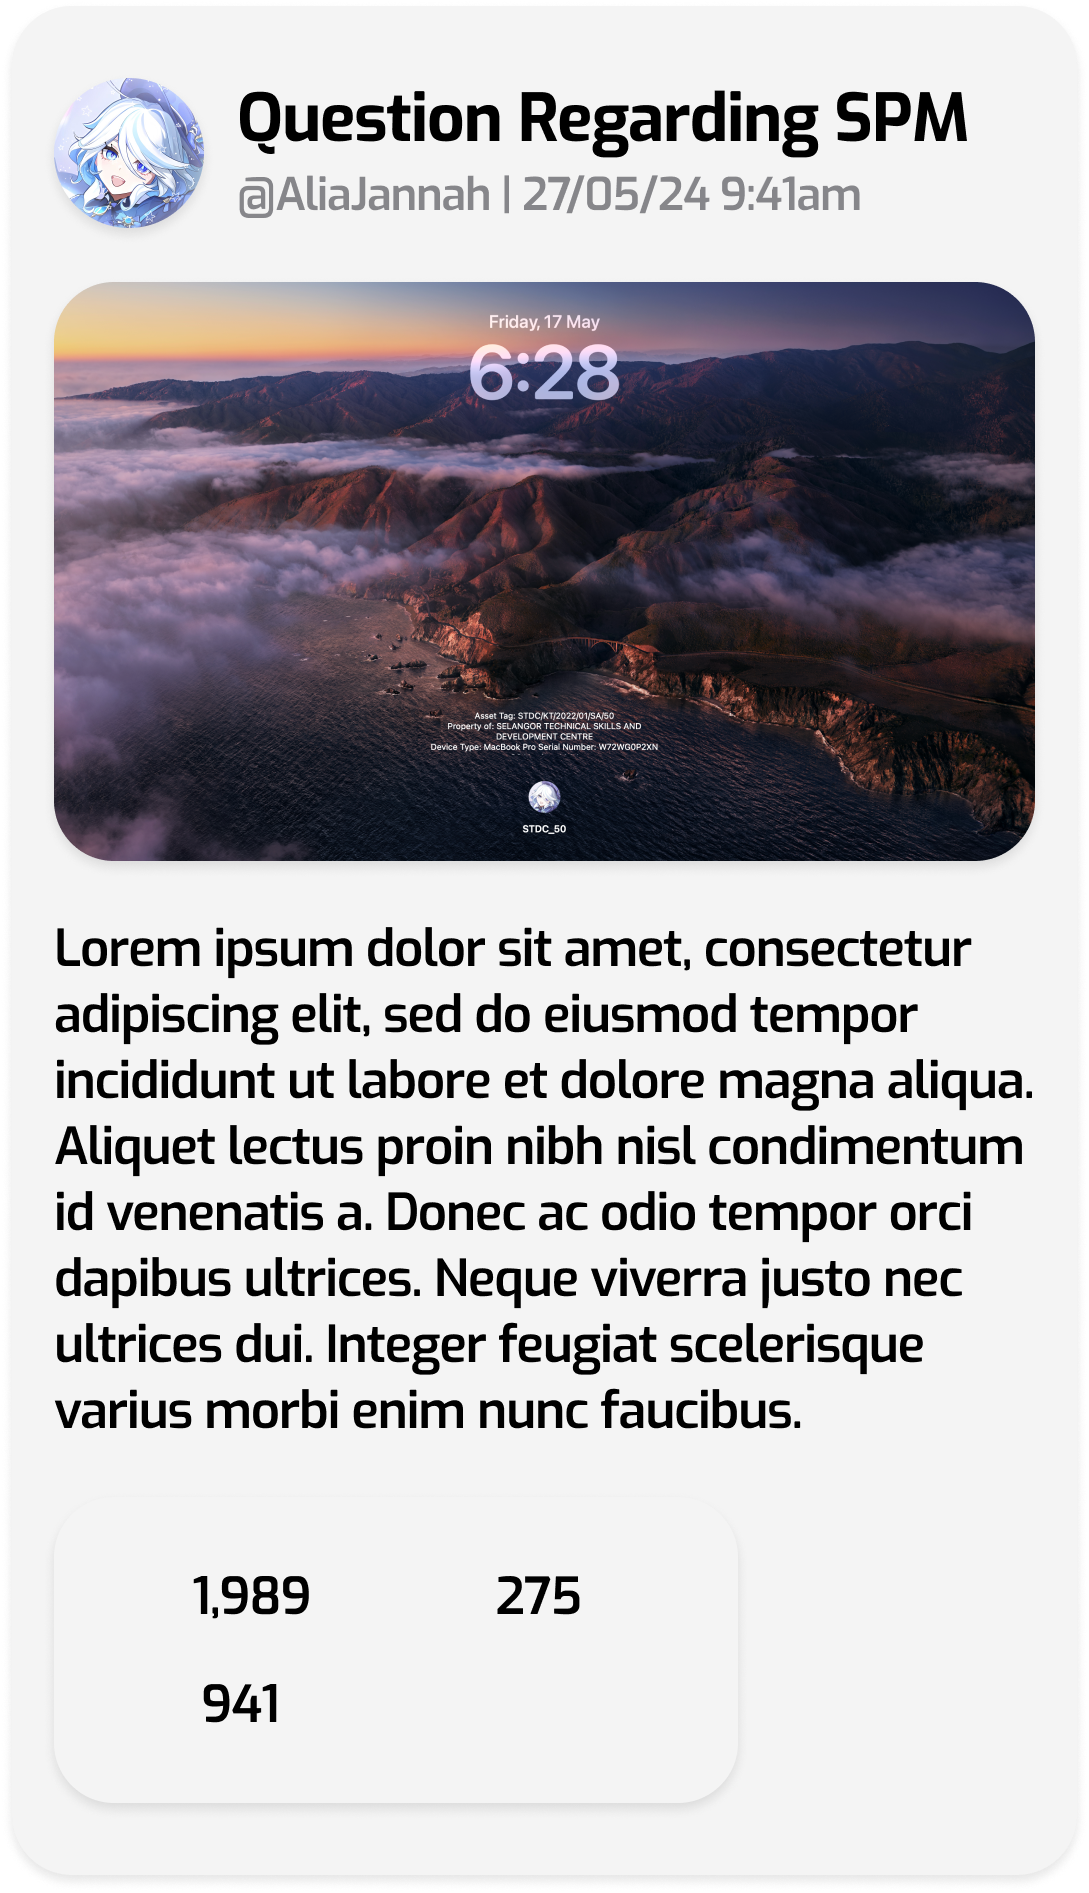 Question Regarding SPM
@AliaJannah | 27/05/24 9:41am
Friday, 17 May
6:28
Asset Tag: STDC/KT/2022/01/SA/50
Property of: SELANGOR TECHNICAL SKILLS AND
DEVELOPMENT CENTRE
Device Type: MacBook Pro Serial Number: W72WG0P2XN
STDC_50
Lorem ipsum dolor sit amet, consectetur
adipiscing elit, sed do eiusmod tempor
incididunt ut labore et dolore magna aliqua.
Aliquet lectus proin nibh nisl condimentum
id venenatis a. Donec ac odio tempor orci
dapibus ultrices. Neque viverra justo nec
ultrices dui. Integer feugiat scelerisque
varius morbi enim nunc faucibus.
1,989 275
941